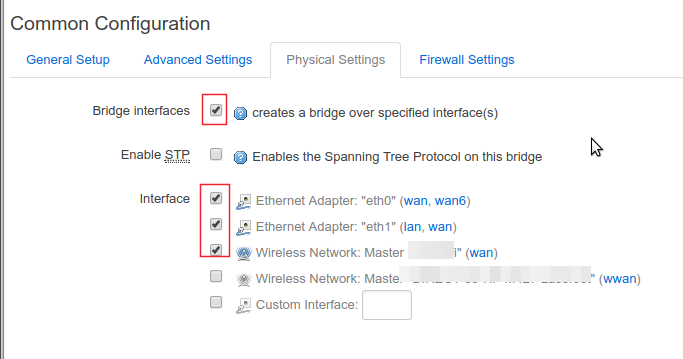 Common Configuration
General Setup Advanced Settings Physical Settings Firewall Settings
Bridge interfaces creates a bridge over specified interface(s)
Enable STP Enables the Spanning Tree Protocol on this bridge
Interface Ethernet Adapter: "eth0" (wan, wan6)
Ethernet Adapter: "eth1" (lan, wan)
Wireless Network: Master (wan)
Wireless Network: Maste (wwan)
Custom Interface: